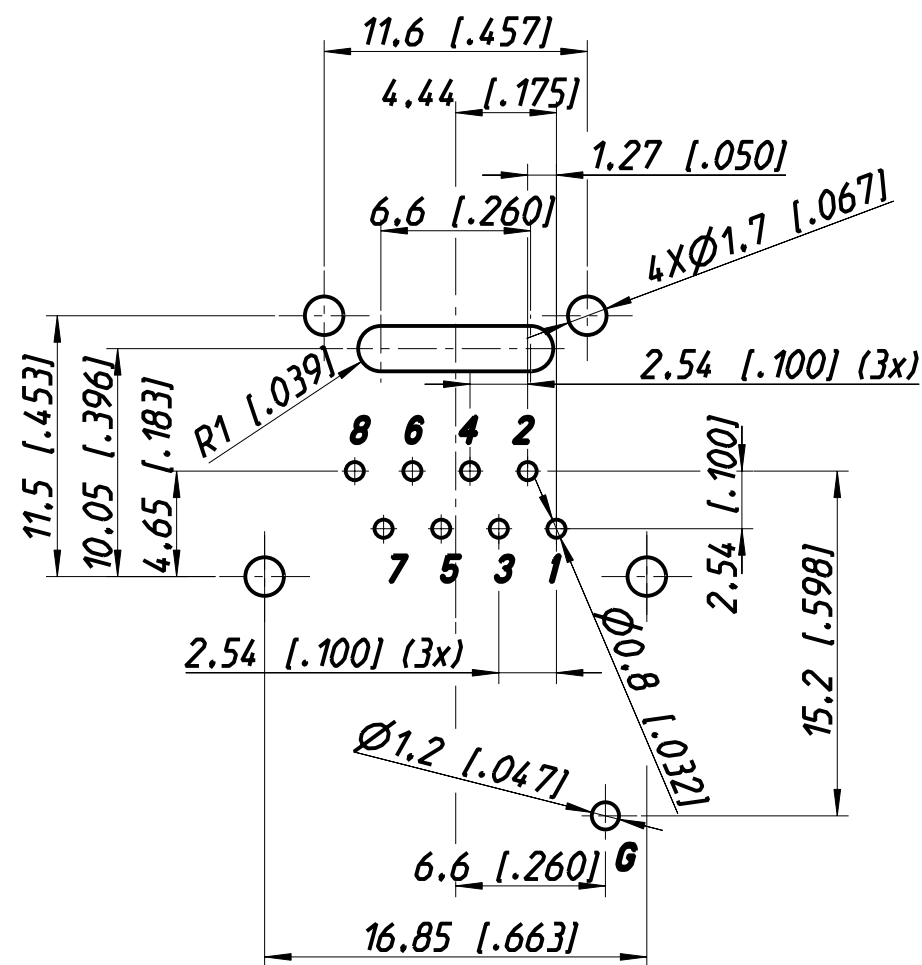 11.6 [.457]
4.44 [.175]
1.27 [.050]
6.6 [.260]
4XØ1.7 [.067]
2.54 [.100] (3x)
R1 [.039]
11.5 [.453]
10.05 [.396]
4.65 [.183]
8 6 4 2
7 5 3 1
2.54 [.100]
15.2 [.598]
2.54 [.100] (3x)
Ø0.8 [.032]
Ø1.2 [.047]
G
6.6 [.260]
16.85 [.663]